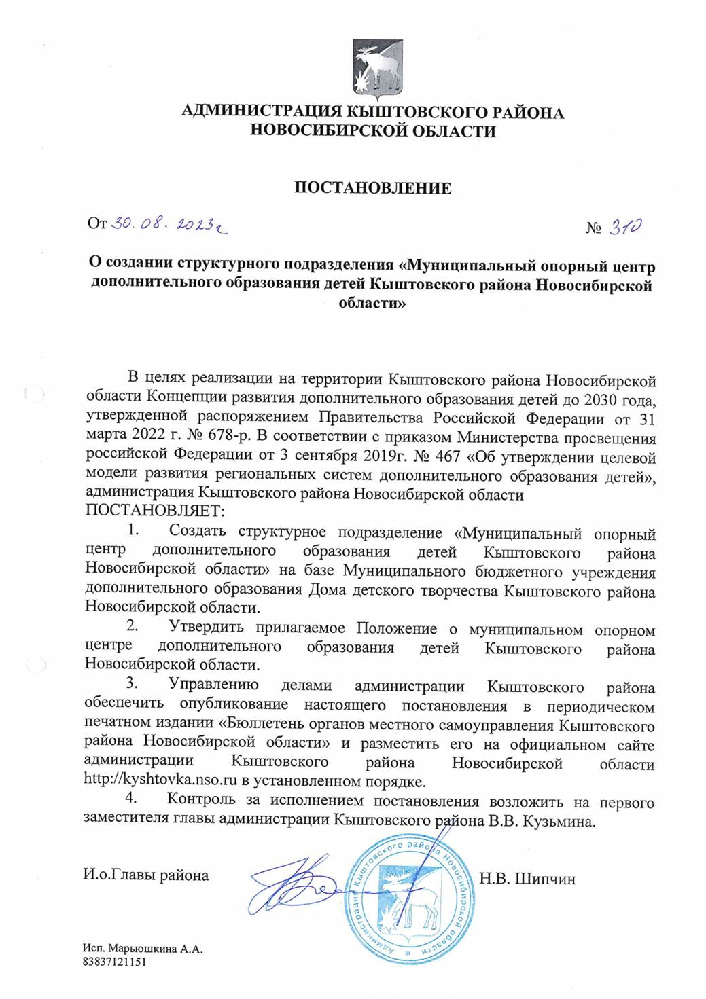 АДМИНИСТРАЦИЯ КЫШТОВСКОГО РАЙОНА
НОВОСИБИРСКОЙ ОБЛАСТИ
ПОСТАНОВЛЕНИЕ
От 30.08.2023г № 310
О создании структурного подразделения «Муниципальный опорный центр
дополнительного образования детей Кыштовского района Новосибирской
области»
В целях реализации на территории Кыштовского района Новосибирской
области Концепции развития дополнительного образования детей до 2030 года,
утвержденной распоряжением Правительства Российской Федерации от 31
марта 2022 г. № 678-р. В соответствии с приказом Министерства просвещения
российской Федерации от 3 сентября 2019г. № 467 «Об утверждении целевой
модели развития региональных систем дополнительного образования детей»,
администрация Кыштовского района Новосибирской области
ПОСТАНОВЛЯЕТ:
1. Создать структурное подразделение «Муниципальный опорный
центр дополнительного образования детей Кыштовского района
Новосибирской области» на базе Муниципального бюджетного учреждения
дополнительного образования Дома детского творчества Кыштовского района
Новосибирской области.
2. Утвердить прилагаемое Положение о муниципальном опорном
центре дополнительного образования детей Кыштовского района
Новосибирской области.
3. Управлению делами администрации Кыштовского района
обеспечить опубликование настоящего постановления в периодическом
печатном издании «Бюллетень органов местного самоуправления Кыштовского
района Новосибирской области» и разместить его на официальном сайте
администрации Кыштовского района Новосибирской области
http://kyshtovka.nso.ru в установленном порядке.
4. Контроль за исполнением постановления возложить на первого
заместителя главы администрации Кыштовского района В.В. Кузьмина.
И.о.Главы района Н.В. Шипчин
Администрация Кыштовского района Новосибирской области *
Исп. Марьюшкина А.А.
83837121151